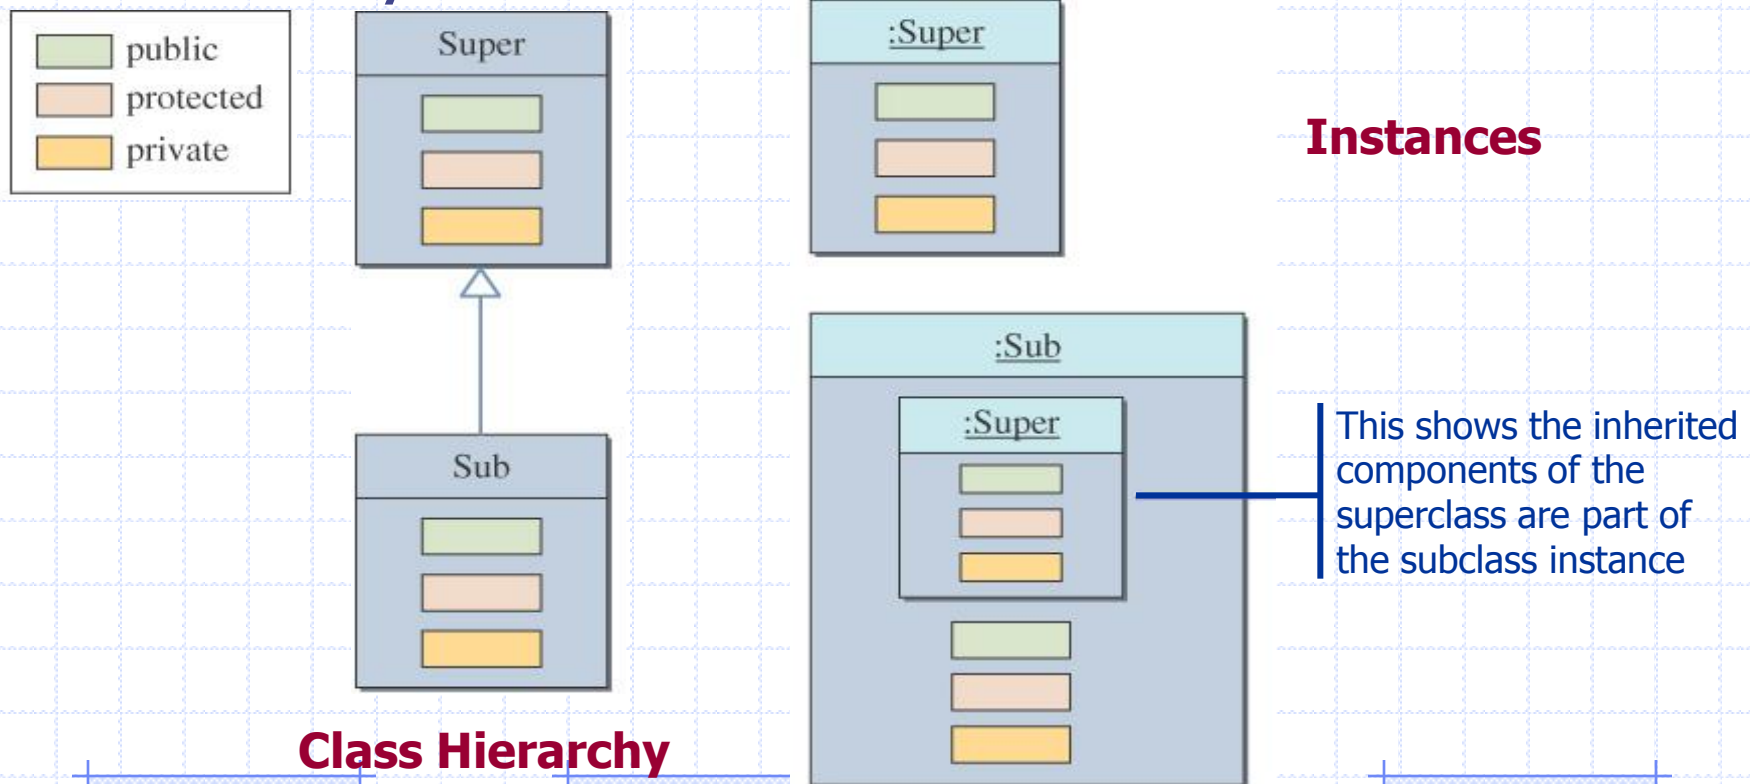 public
protected
private
Super
:Super
Instances
:Sub
:Super
This shows the inherited
components of the
superclass are part of
the subclass instance
Sub
Class Hierarchy